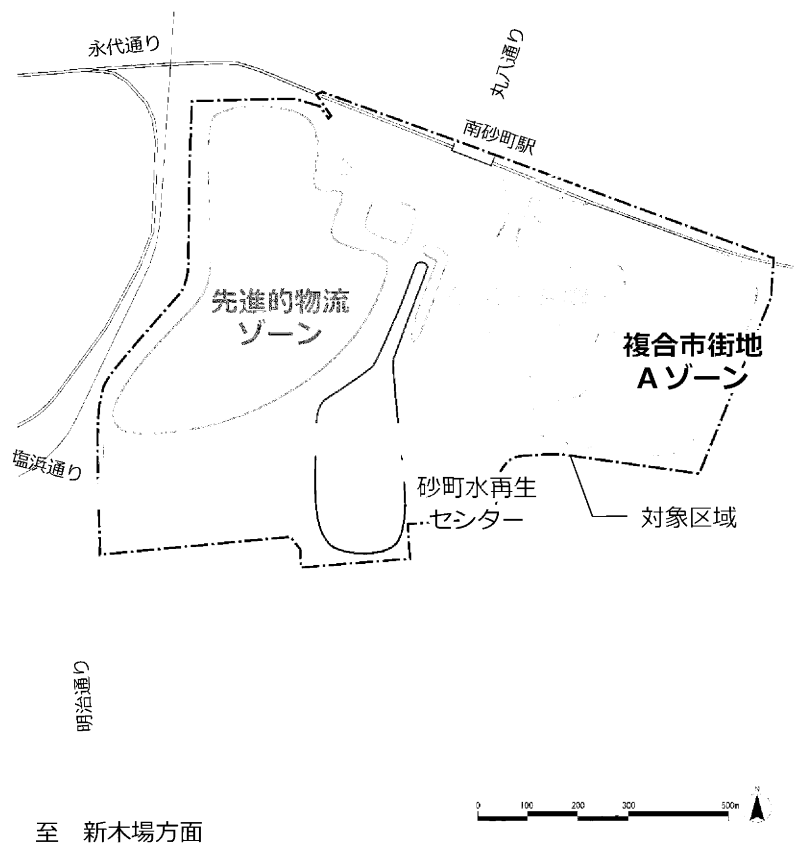 永代通り
丸八通り
南砂町駅
先進的物流
ゾーン
複合市街地
Aゾーン
塩浜通り
砂町水再生
センター
対象区域
明治通り
至 新木場方面
0 100 200 300 500m
N